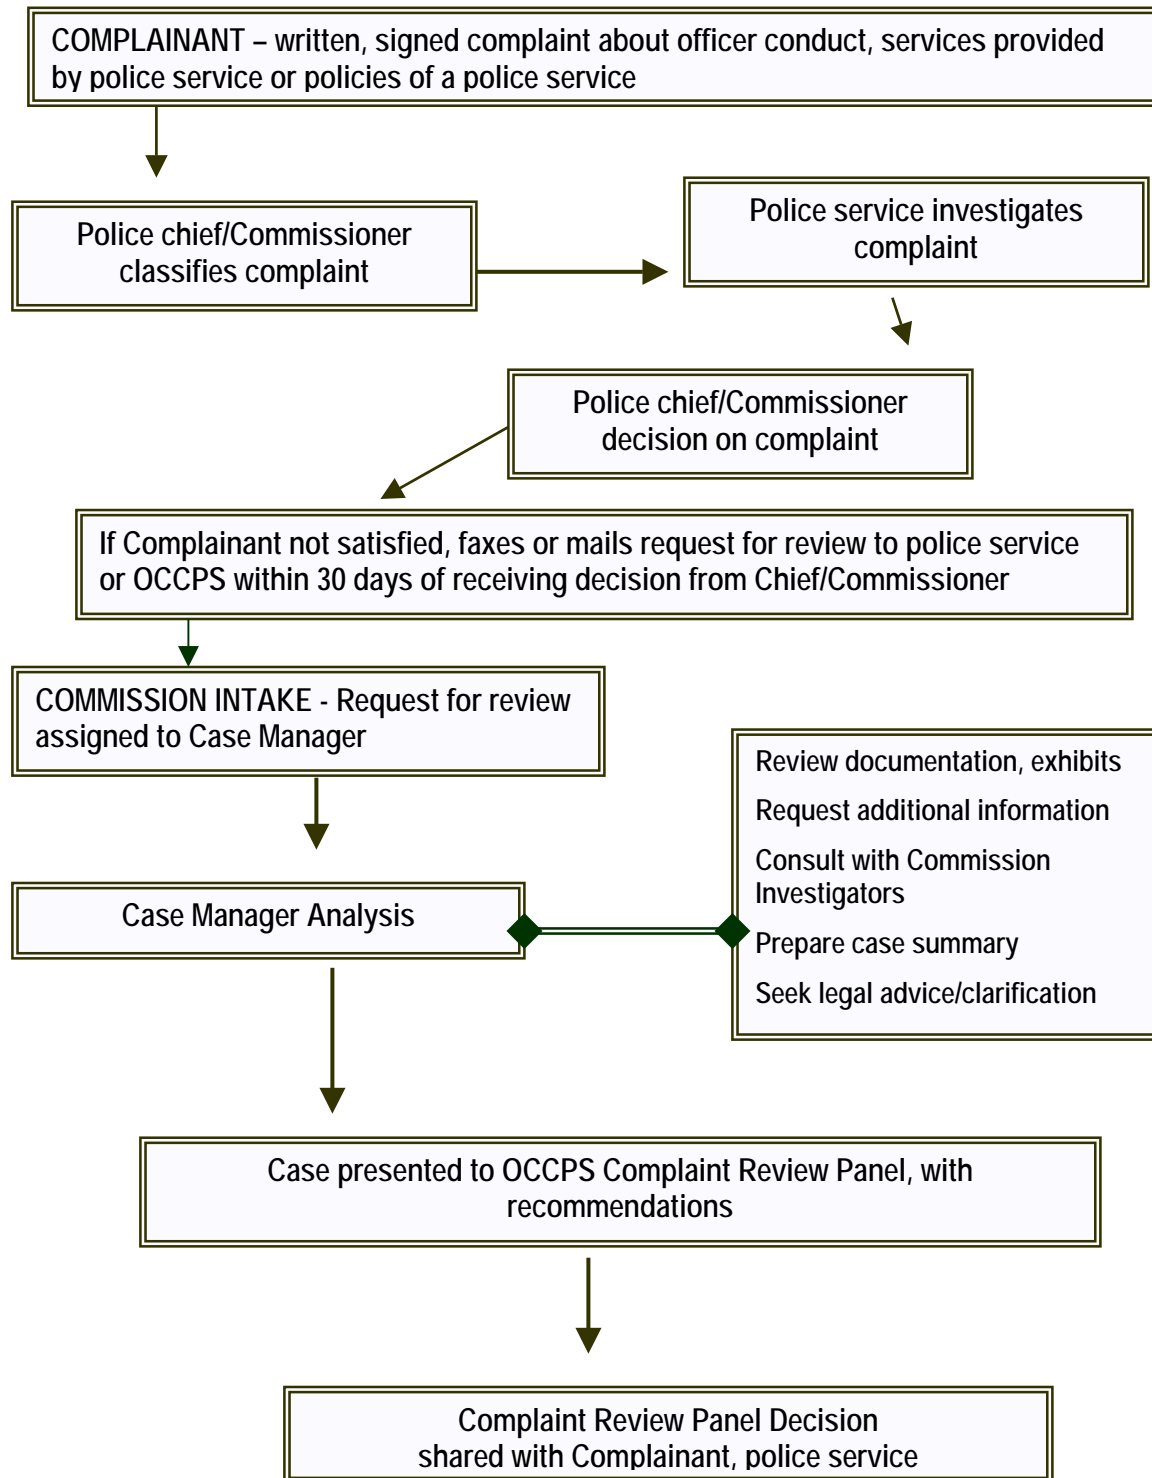 COMPLAINANT – written, signed complaint about officer conduct, services provided
by police service or policies of a police service
Police chief/Commissioner
classifies complaint
Police service investigates
complaint
Police chief/Commissioner
decision on complaint
If Complainant not satisfied, faxes or mails request for review to police service
or OCCPS within 30 days of receiving decision from Chief/Commissioner
COMMISSION INTAKE - Request for review
assigned to Case Manager
Review documentation, exhibits
Request additional information
Consult with Commission
Investigators
Prepare case summary
Seek legal advice/clarification
Case Manager Analysis
Case presented to OCCPS Complaint Review Panel, with
recommendations
Complaint Review Panel Decision
shared with Complainant, police service